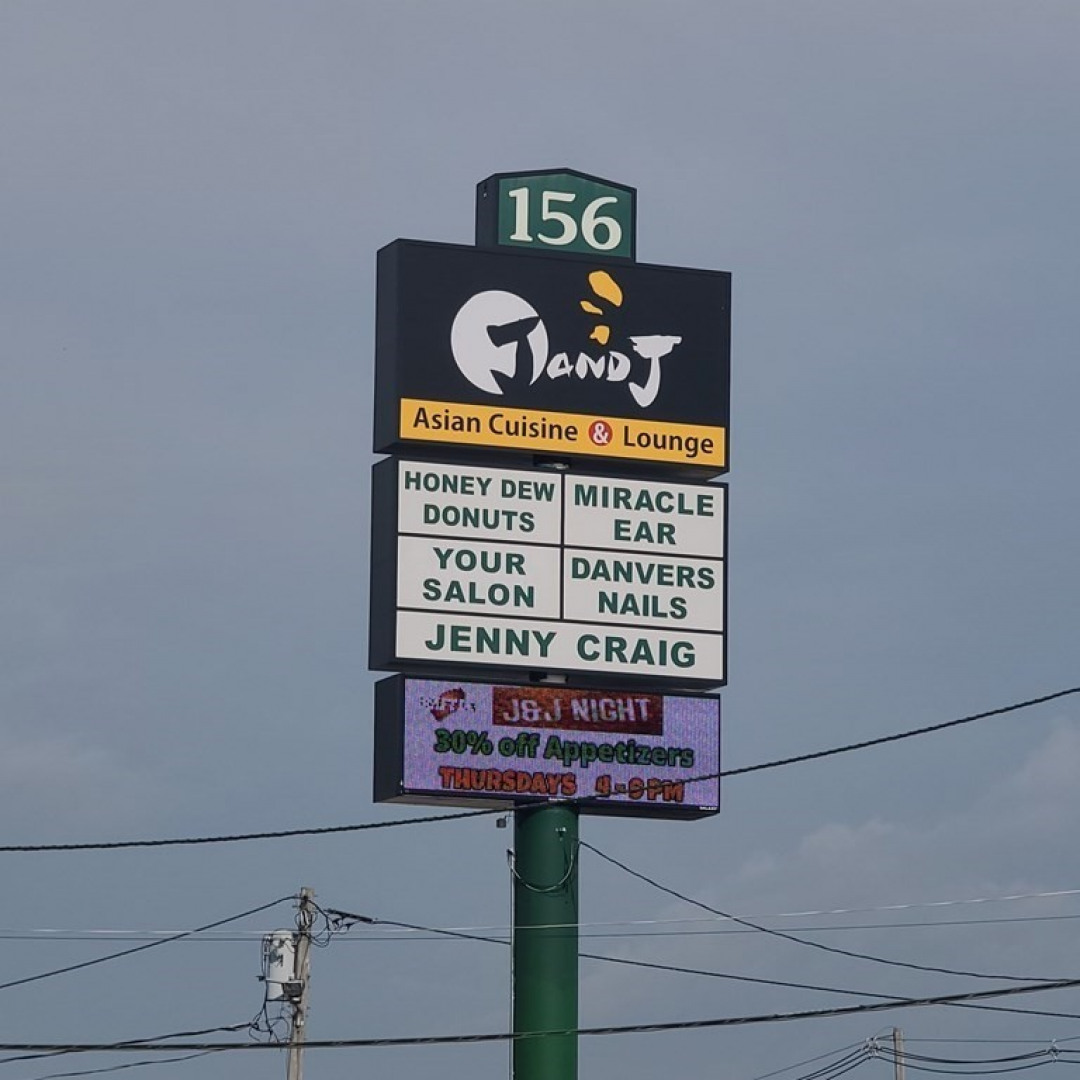 156
J AND J
Asian Cuisine & Lounge
HONEY DEW
DONUTS
MIRACLE
EAR
YOUR
SALON
DANVERS
NAILS
JENNY CRAIG
J&J NIGHT
30% off Appetizers
THURSDAYS 4-9 PM